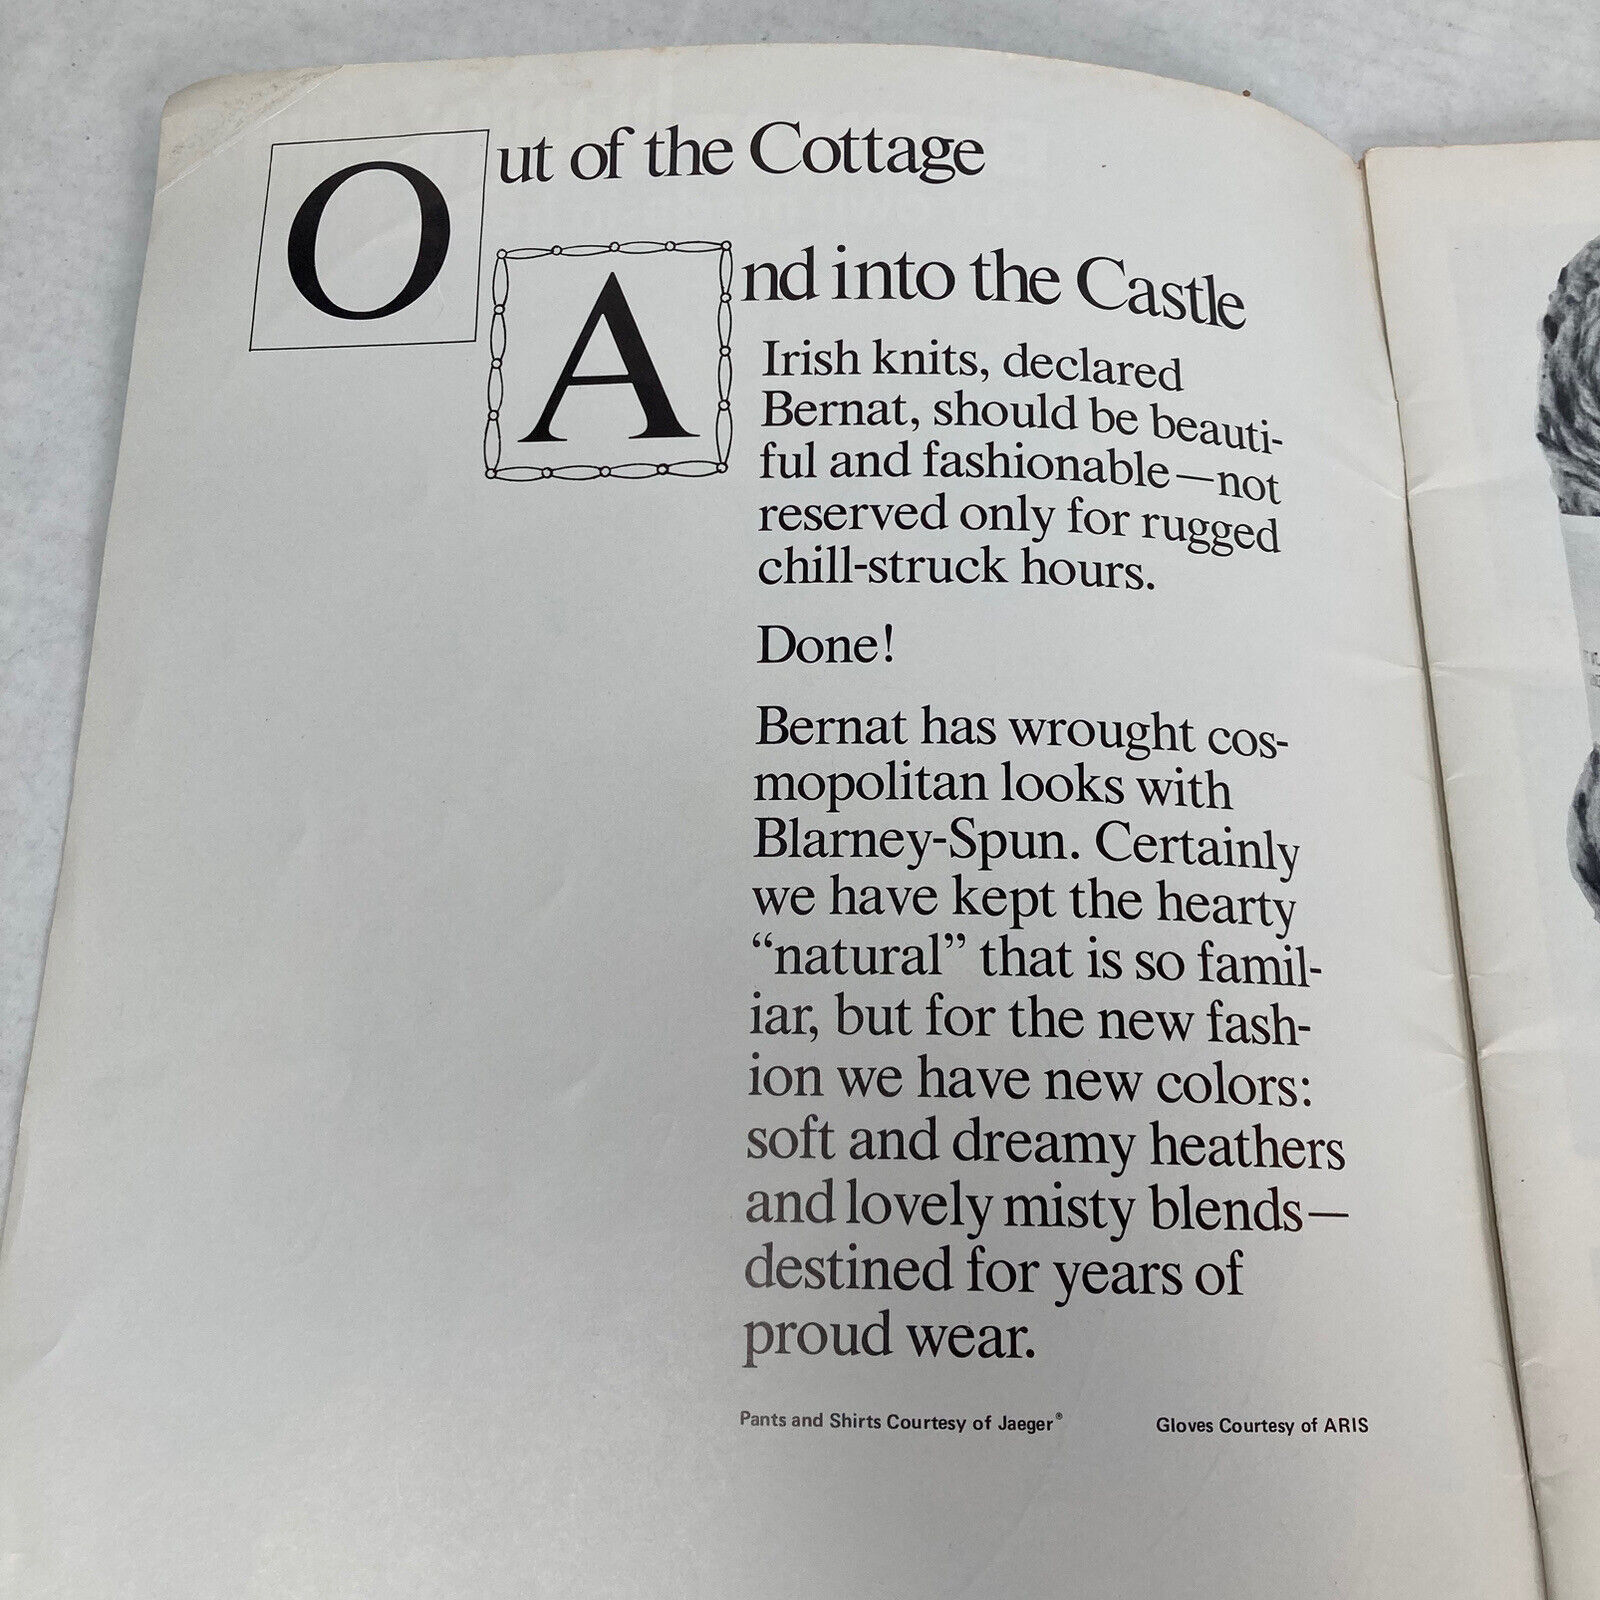 Out of the Cottage
And into the Castle
Irish knits, declared
Bernat, should be beauti-
ful and fashionable—not
reserved only for rugged
chill-struck hours.
Done!
Bernat has wrought cos-
mopolitan looks with
Blarney-Spun. Certainly
we have kept the hearty
“natural” that is so famil-
iar, but for the new fash-
ion we have new colors:
soft and dreamy heathers
and lovely misty blends—
destined for years of
proud wear.
Pants and Shirts Courtesy of Jaeger® Gloves Courtesy of ARIS